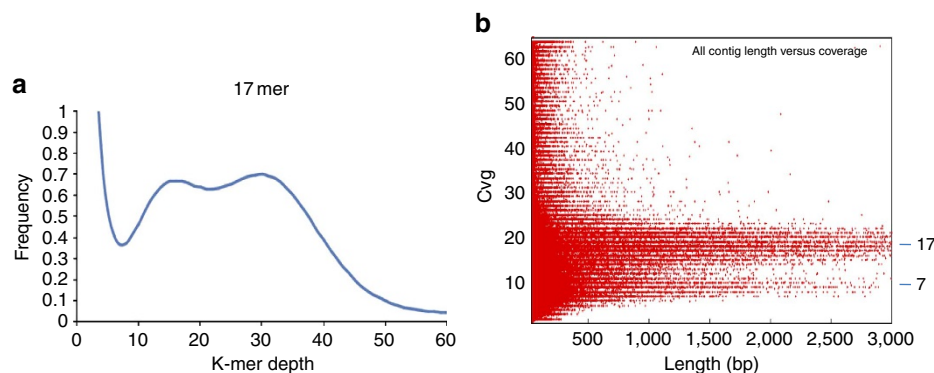 a
17 mer
Frequency
1
0.9
0.8
0.7
0.6
0.5
0.4
0.3
0.2
0.1
0
0 10 20 30 40 50 60
K-mer depth
b
All contig length versus coverage
Cvg
60
50
40
30
20
10
17
7
500 1,000 1,500 2,000 2,500 3,000
Length (bp)